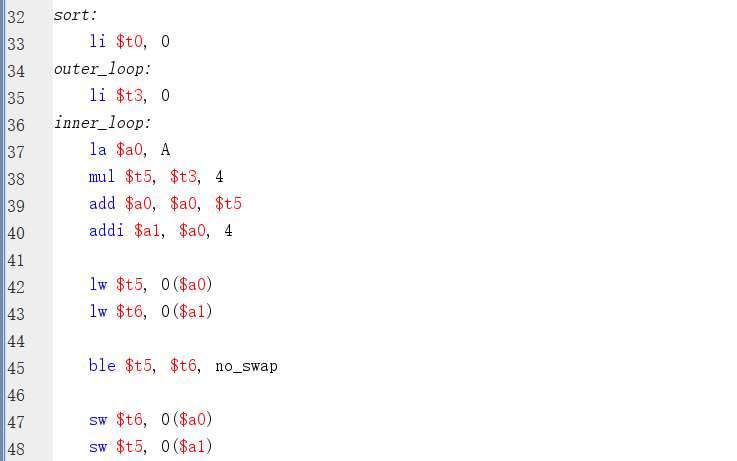 32 sort:
33 li $t0, 0
34 outer_loop:
35 li $t3, 0
36 inner_loop:
37 la $a0, A
38 mul $t5, $t3, 4
39 add $a0, $a0, $t5
40 addi $a1, $a0, 4
41
42 lw $t5, 0($a0)
43 lw $t6, 0($a1)
44
45 ble $t5, $t6, no_swap
46
47 sw $t6, 0($a0)
48 sw $t5, 0($a1)